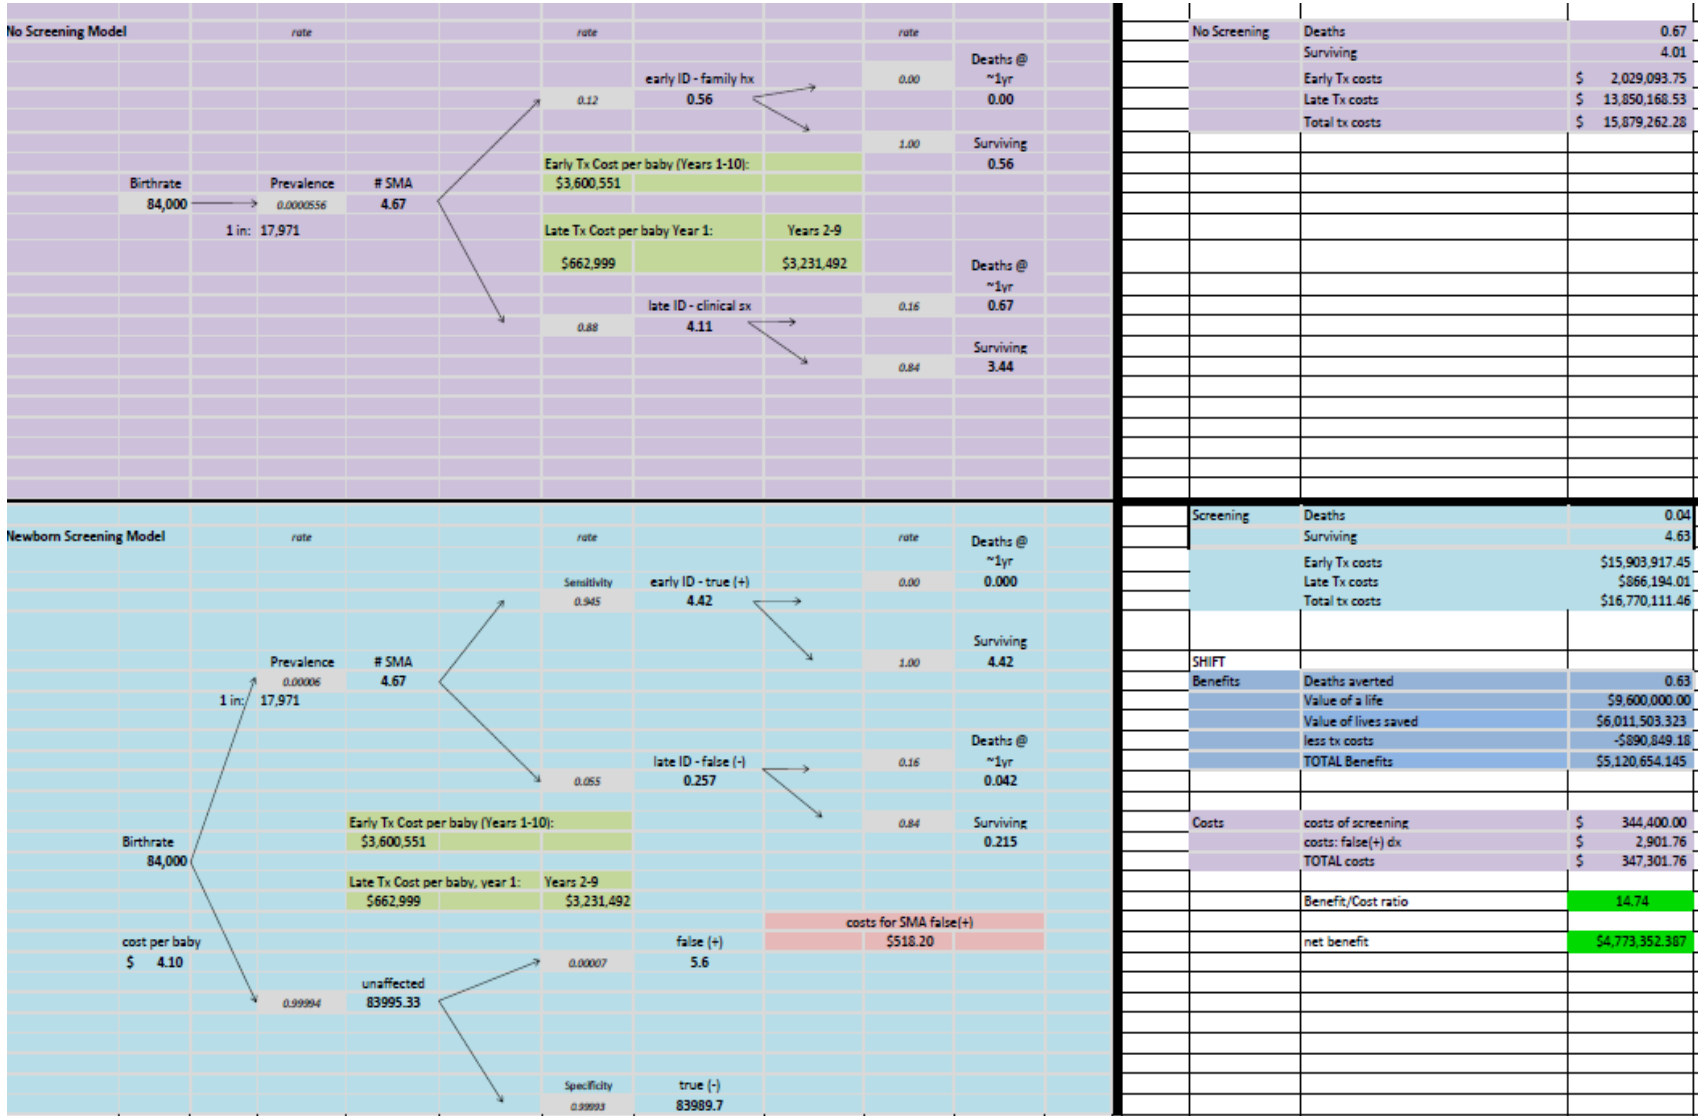 No Screening Model rate rate rate
Deaths @
early ID - family hx 0.00 ~1yr
0.12 0.56 0.00
1.00 Surviving
Early Tx Cost per baby (Years 1-10): 0.56
Birthrate Prevalence # SMA $3,600,551
84,000 0.0000556 4.67
1 in: 17,971 Late Tx Cost per baby Year 1: Years 2-9
$662,999 $3,231,492 Deaths @
~1yr
late ID - clinical sx 0.16 0.67
0.88 4.11
Surviving
0.84 3.44
No Screening Deaths 0.67
Surviving 4.01
Early Tx costs $ 2,029,093.75
Late Tx costs $ 13,850,168.53
Total tx costs $ 15,879,262.28
Newborn Screening Model rate rate rate Deaths @
~1yr
Sensitivity early ID - true (+) 0.00 0.000
0.945 4.42
Surviving
Prevalence # SMA 1.00 4.42
0.00006 4.67
1 in: 17,971
Deaths @
late ID - false (-) 0.16 ~1yr
0.055 0.257 0.042
Early Tx Cost per baby (Years 1-10): 0.84 Surviving
Birthrate $3,600,551 0.215
84,000
Late Tx Cost per baby, year 1: Years 2-9
$662,999 $3,231,492
costs for SMA false(+)
cost per baby false (+) $518.20
$ 4.10 0.00007 5.6
unaffected
0.99994 83995.33
Specificity true (-)
0.99993 83989.7
Screening Deaths 0.04
Surviving 4.63
Early Tx costs $15,903,917.45
Late Tx costs $866,194.01
Total tx costs $16,770,111.46
SHIFT
Benefits Deaths averted 0.63
Value of a life $9,600,000.00
Value of lives saved $6,011,503.323
less tx costs -$890,849.18
TOTAL Benefits $5,120,654.145
Costs costs of screening $ 344,400.00
costs: false(+) dx $ 2,901.76
TOTAL costs $ 347,301.76
Benefit/Cost ratio 14.74
net benefit $4,773,352.387